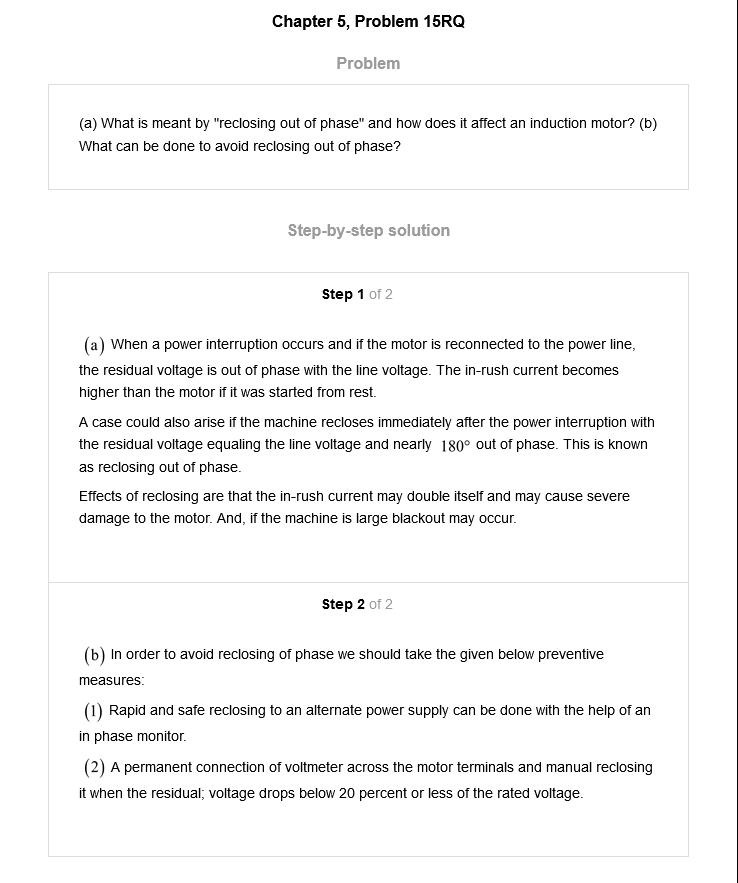 Chapter 5, Problem 15RQ
Problem
(a) What is meant by "reclosing out of phase" and how does it affect an induction motor? (b)
What can be done to avoid reclosing out of phase?
Step-by-step solution
Step 1 of 2
(a) When a power interruption occurs and if the motor is reconnected to the power line,
the residual voltage is out of phase with the line voltage. The in-rush current becomes
higher than the motor if it was started from rest.
A case could also arise if the machine recloses immediately after the power interruption with
the residual voltage equaling the line voltage and nearly 180° out of phase. This is known
as reclosing out of phase.
Effects of reclosing are that the in-rush current may double itself and may cause severe
damage to the motor. And, if the machine is large blackout may occur.
Step 2 of 2
(b) In order to avoid reclosing of phase we should take the given below preventive
measures:
(1) Rapid and safe reclosing to an alternate power supply can be done with the help of an
in phase monitor.
(2) A permanent connection of voltmeter across the motor terminals and manual reclosing
it when the residual; voltage drops below 20 percent or less of the rated voltage.